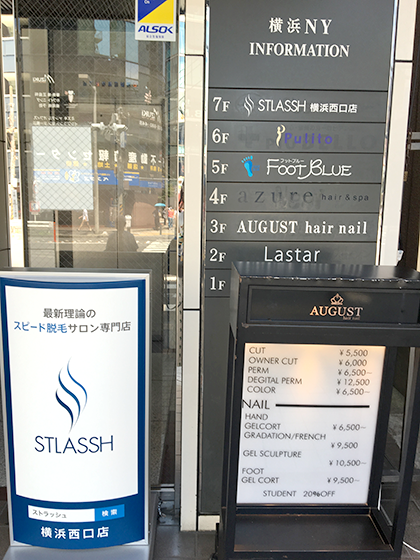 ALSOK
横浜NY
INFORMATION
7F STLASSH 横浜西口店
6F Pulito
5F フットブルー FOOT BLUE
4F azure hair & spa
3F AUGUST hair nail
2F Lastar
1F
最新理論の
スピード脱毛サロン専門店
STLASSH
ストラッシュ 検索
横浜西口店
AUGUST
hair nail
CUT ¥5,500
OWNER CUT ¥6,000
PERM ¥6,500~
DEGITAL PERM ¥12,500
COLOR ¥6,500~
NAIL
HAND
GELCORT ¥6,500~
GRADATION/FRENCH
¥9,500
GEL SCULPTURE
¥10,500~
FOOT
GEL CORT ¥9,500~
STUDENT 20%OFF